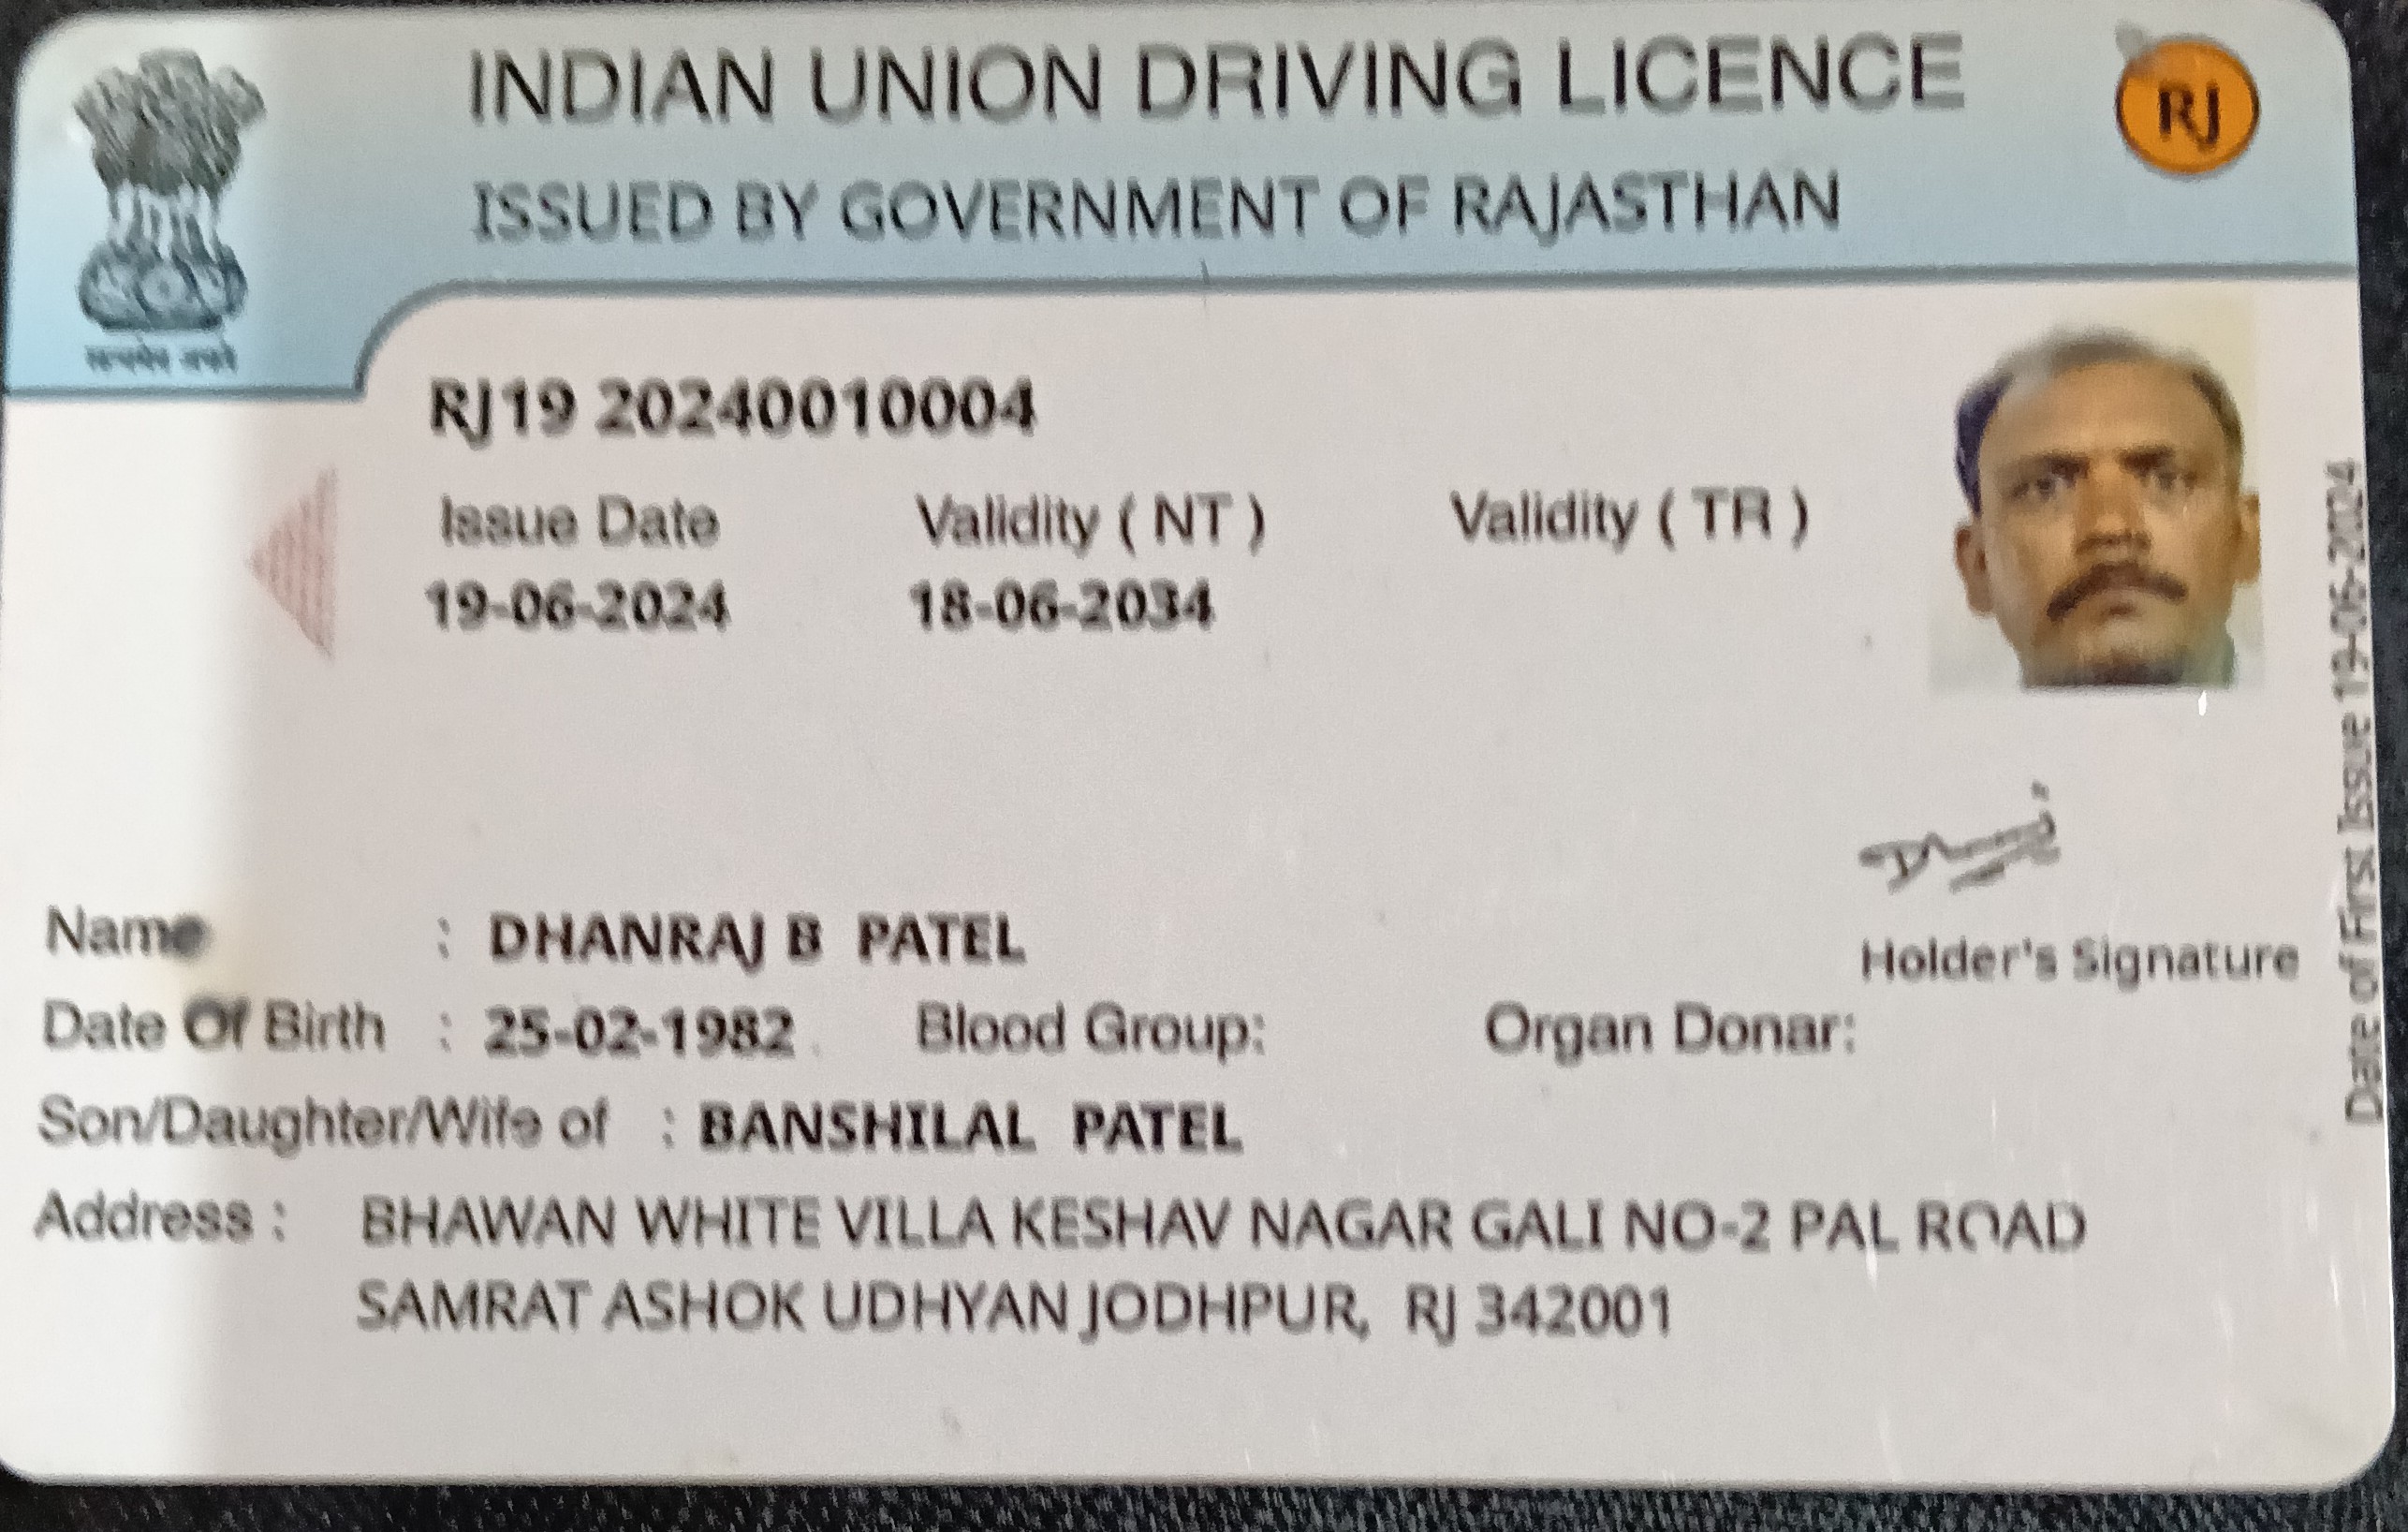 INDIAN UNION DRIVING LICENCE
RJ
ISSUED BY GOVERNMENT OF RAJASTHAN
सत्यमेव जयते
RJ19 20240010004
Issue Date Validity ( NT ) Validity ( TR )
19-06-2024 18-06-2034
Date of First Issue 19-06-2024
Holder's Signature
Name : DHANRAJ B PATEL
Date Of Birth : 25-02-1982 Blood Group: Organ Donar:
Son/Daughter/Wife of : BANSHILAL PATEL
Address : BHAWAN WHITE VILLA KESHAV NAGAR GALI NO-2 PAL ROAD
SAMRAT ASHOK UDHYAN JODHPUR, RJ 342001